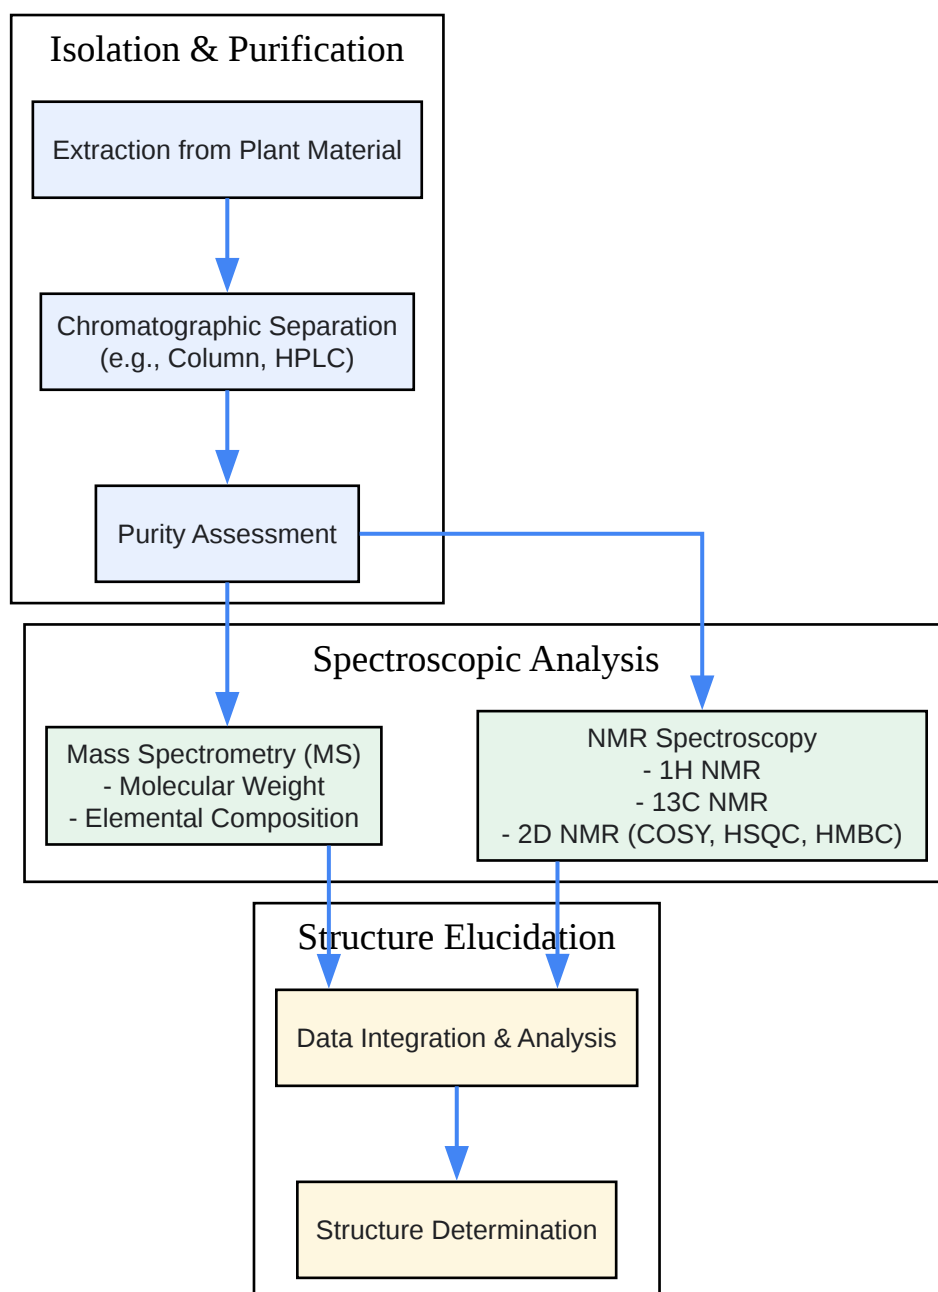 Isolation & Purification
Extraction from Plant Material
Chromatographic Separation
(e.g., Column, HPLC)
Purity Assessment
Spectroscopic Analysis
Mass Spectrometry (MS)
- Molecular Weight
- Elemental Composition
NMR Spectroscopy
- 1H NMR
- 13C NMR
- 2D NMR (COSY, HSQC, HMBC)
Structure Elucidation
Data Integration & Analysis
Structure Determination